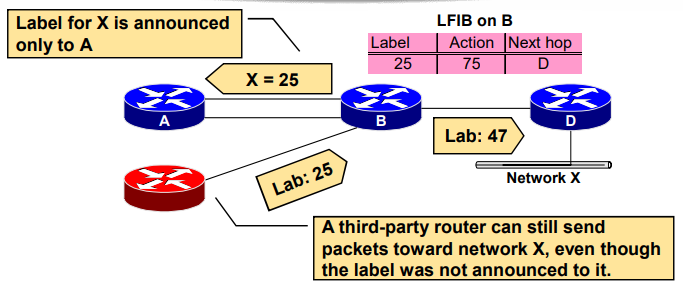 Label for X is announced
only to A
LFIB on B
Label Action Next hop
25 75 D
X = 25
A
B
D
Lab: 47
Lab: 25
Network X
A third-party router can still send
packets toward network X, even though
the label was not announced to it.